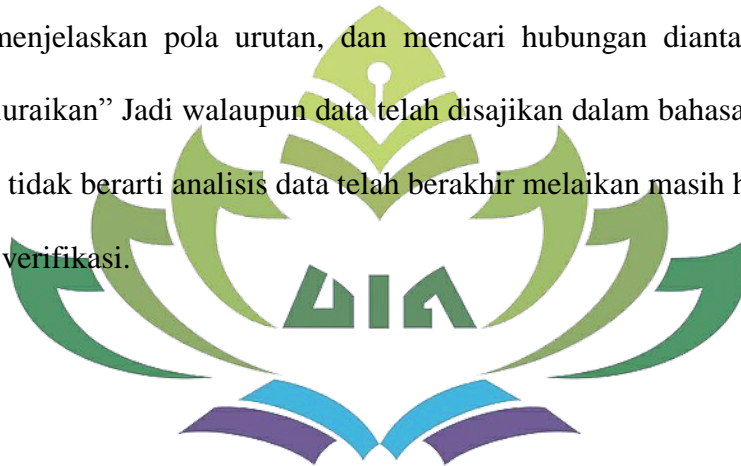 menjelaskan pola urutan, dan mencari hubungan dianta
uraikan” Jadi walaupun data telah disajikan dalam bahasa
tidak berarti analisis data telah berakhir melaikan masih h
verifikasi.
UIN